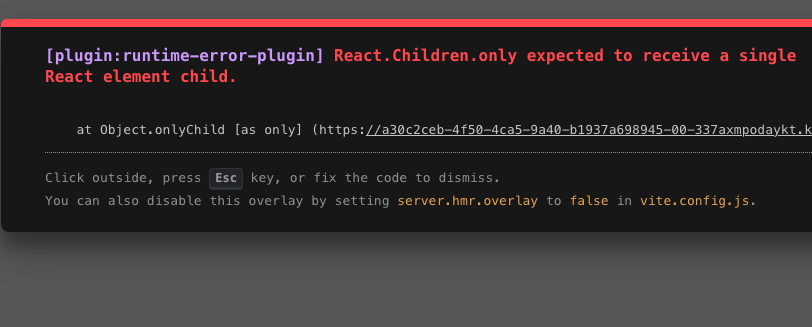 [plugin:runtime-error-plugin] React.Children.only expected to receive a single
React element child.
at Object.onlyChild [as only] (https://a30c2ceb-4f50-4ca5-9a40-b1937a698945-00-337axmpodaykt.k
Click outside, press Esc key, or fix the code to dismiss.
You can also disable this overlay by setting server.hmr.overlay to false in vite.config.js.